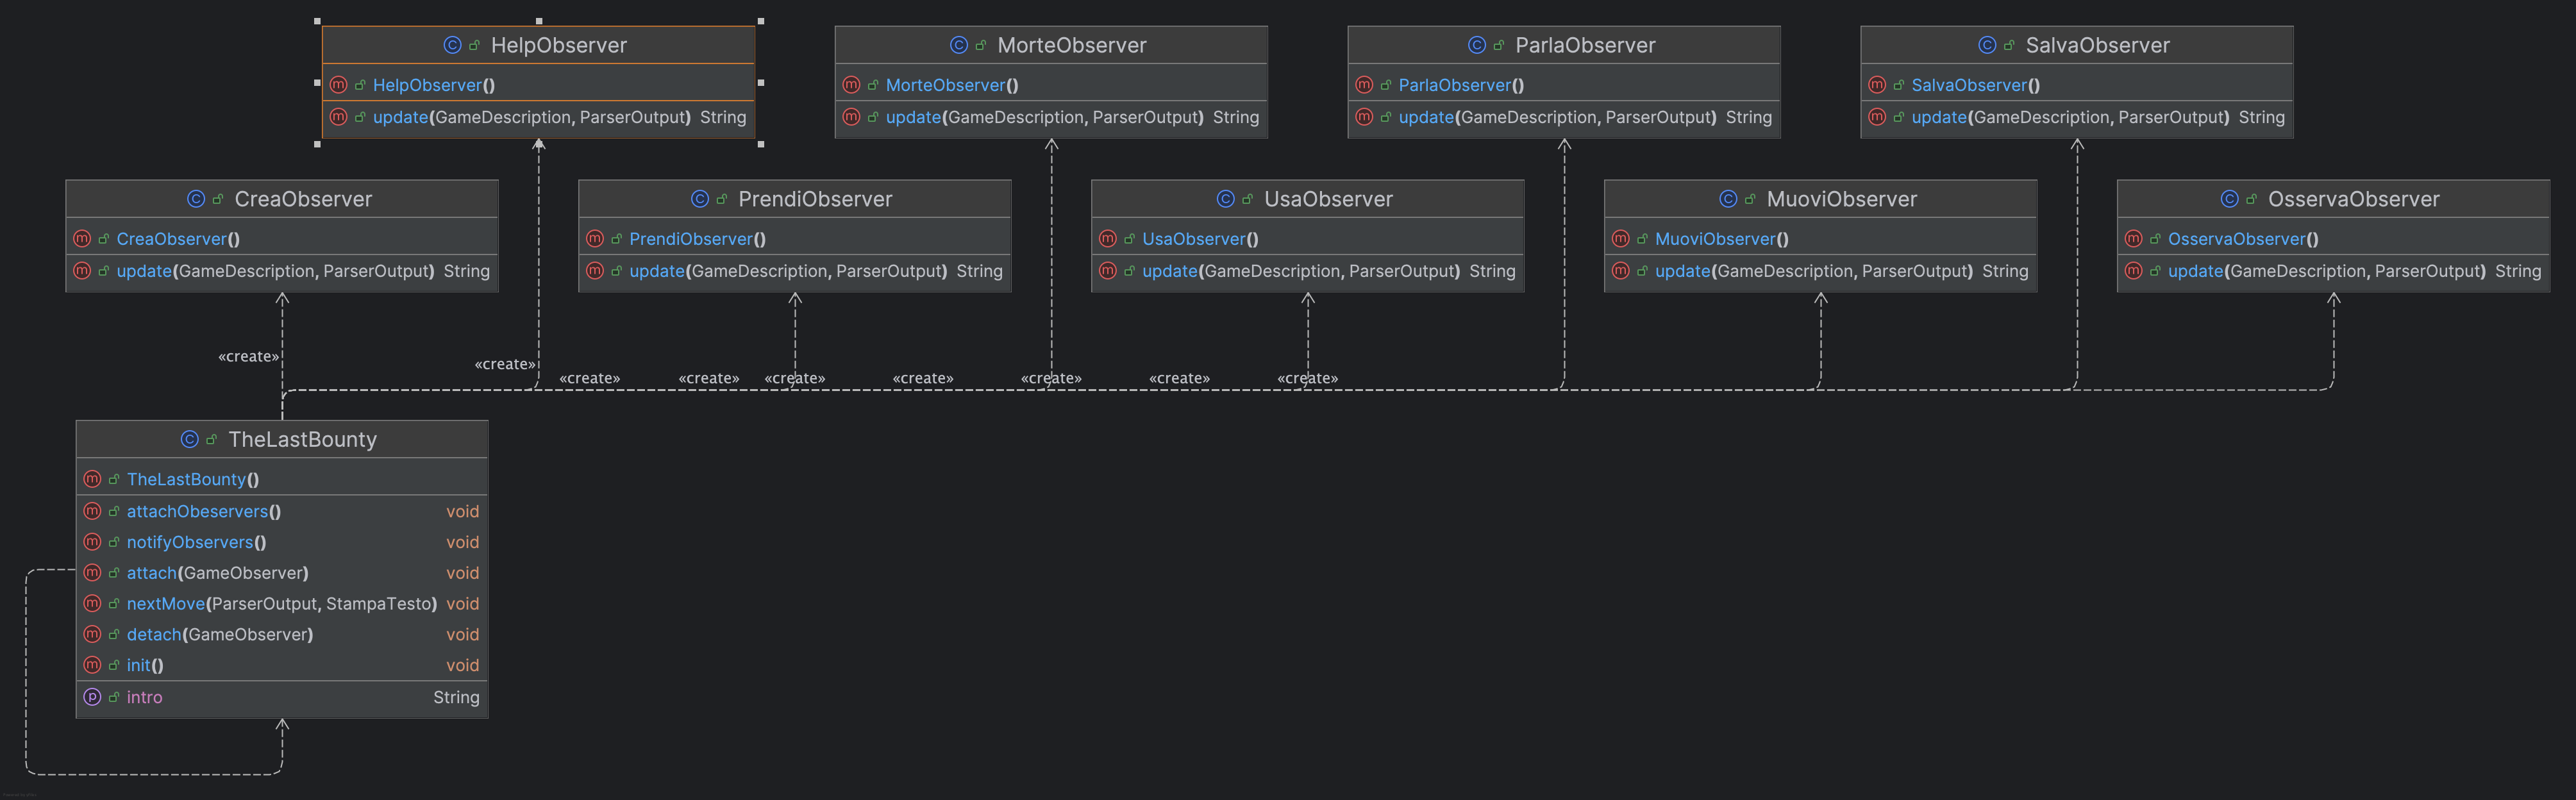 HelpObserver
HelpObserver()
update(GameDescription, ParserOutput) String
MorteObserver
MorteObserver()
update(GameDescription, ParserOutput) String
ParlaObserver
ParlaObserver()
update(GameDescription, ParserOutput) String
SalvaObserver
SalvaObserver()
update(GameDescription, ParserOutput) String
CreaObserver
CreaObserver()
update(GameDescription, ParserOutput) String
PrendiObserver
PrendiObserver()
update(GameDescription, ParserOutput) String
UsaObserver
UsaObserver()
update(GameDescription, ParserOutput) String
MuoviObserver
MuoviObserver()
update(GameDescription, ParserOutput) String
OsservaObserver
OsservaObserver()
update(GameDescription, ParserOutput) String
«create»
«create»
«create»
«create»
«create»
«create»
«create»
«create»
«create»
TheLastBounty
TheLastBounty()
attachObeservers() void
notifyObservers() void
attach(GameObserver) void
nextMove(ParserOutput, StampaTesto) void
detach(GameObserver) void
init() void
intro String